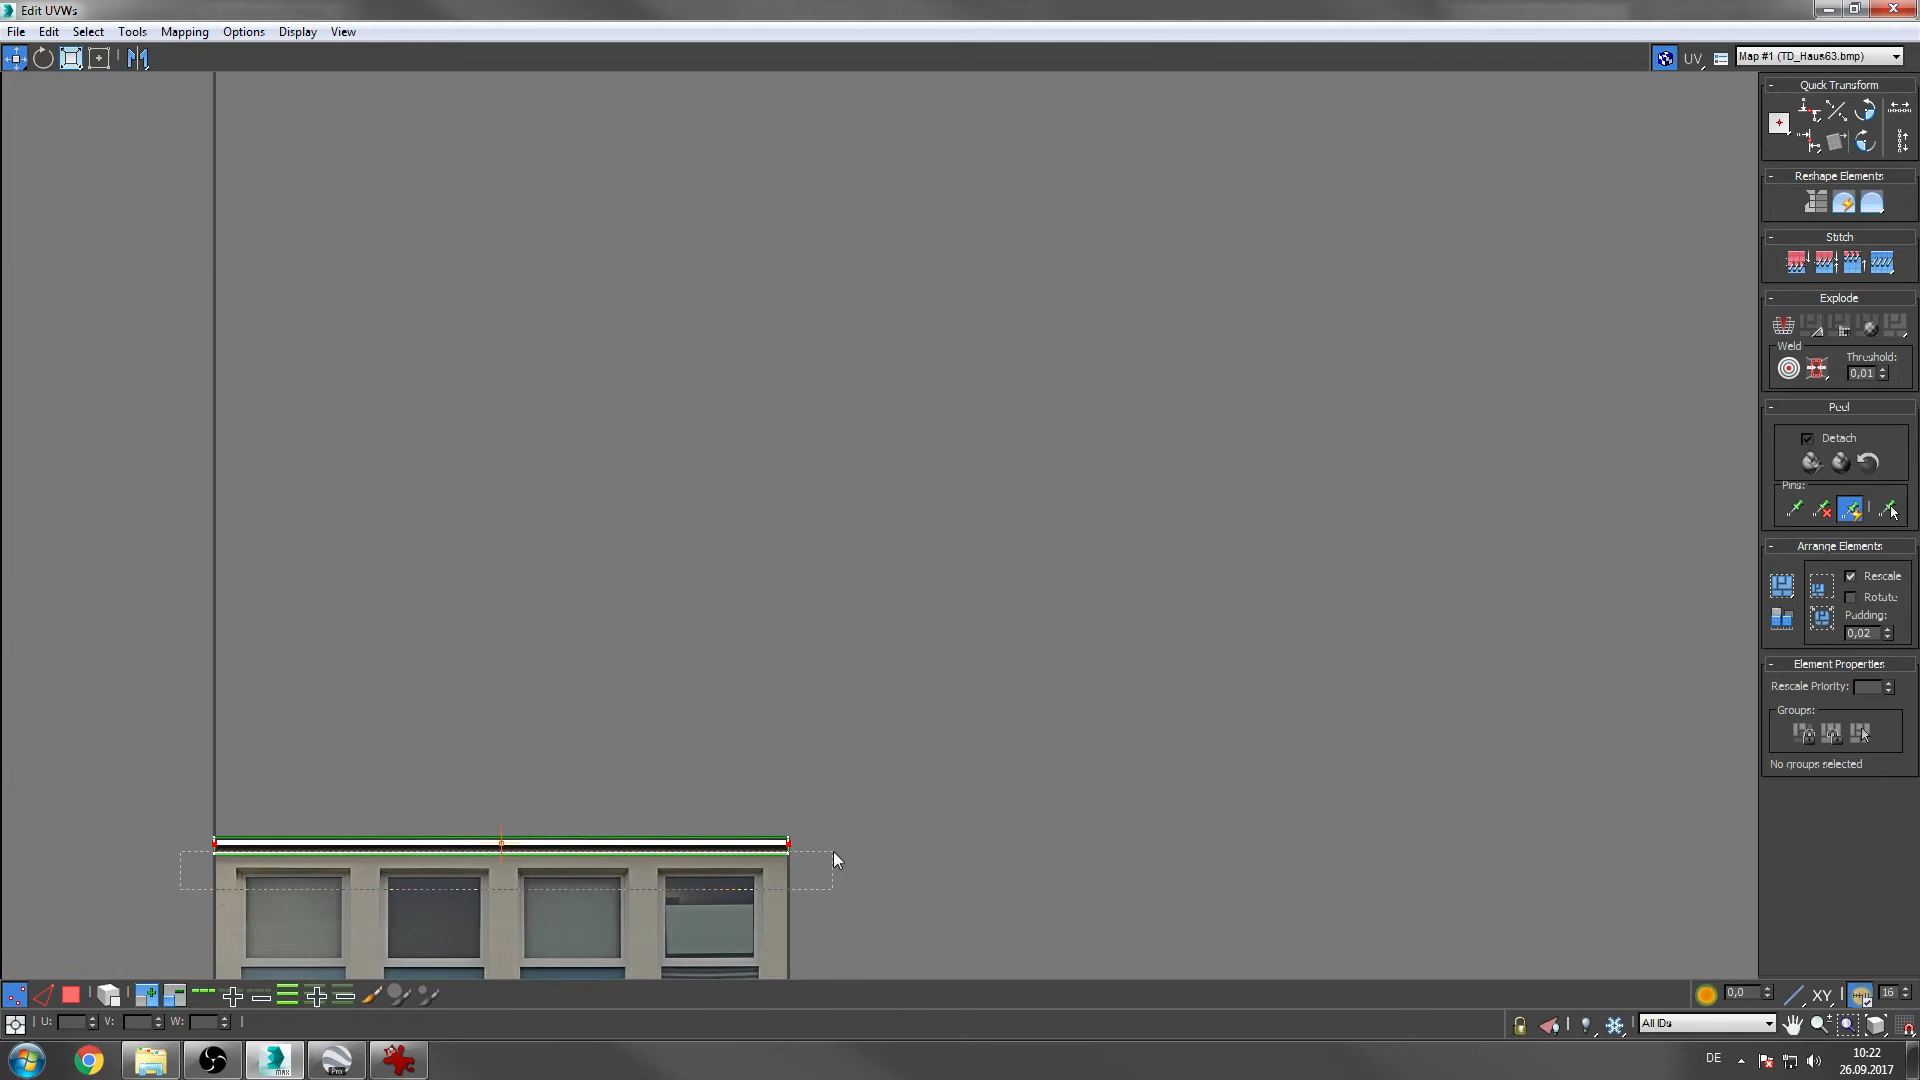 Edit UVWs
File Edit Select Tools Mapping Options Display View
UV Map #1 (TD_Haus63.bmp)
Quick Transform
Reshape Elements
Stitch
Explode
Weld
Threshold:
0,01
Peel
Detach
Pins:
Arrange Elements
Rescale
Rotate
Padding:
0,02
Element Properties
Rescale Priority:
Groups:
No groups selected
0,0 XY 16
U: V: W: All IDs
MAX Pro DE 10:22
26.09.2017